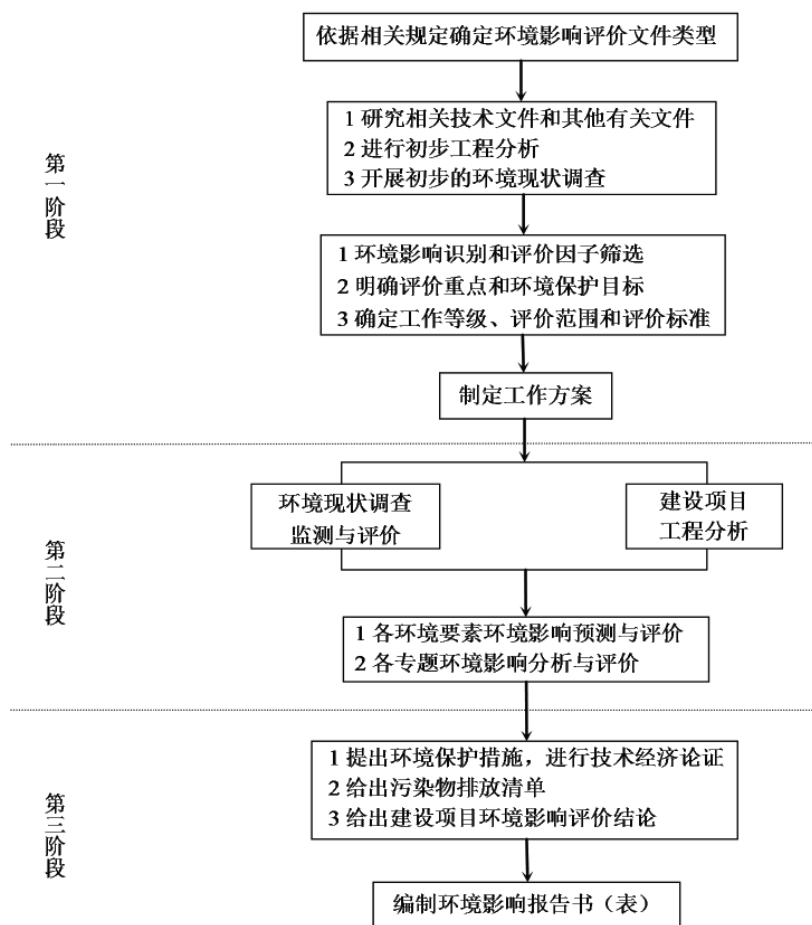 依据相关规定确定环境影响评价文件类型
1 研究相关技术文件和其他有关文件
2 进行初步工程分析
3 开展初步的环境现状调查
第一阶段
1 环境影响识别和评价因子筛选
2 明确评价重点和环境保护目标
3 确定工作等级、评价范围和评价标准
制定工作方案
第二阶段
环境现状调查
监测与评价
建设项目
工程分析
1 各环境要素环境影响预测与评价
2 各专题环境影响分析与评价
第三阶段
1 提出环境保护措施，进行技术经济论证
2 给出污染物排放清单
3 给出建设项目环境影响评价结论
编制环境影响报告书（表）